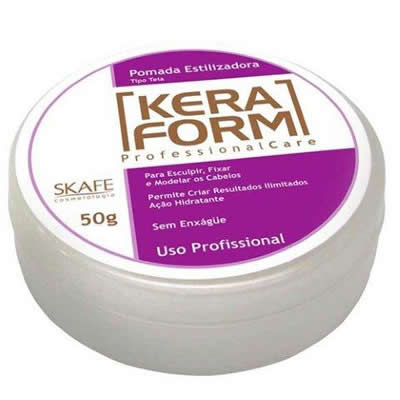 Pomada Estilizadora
Tipo Teia
KERA
FORM
ProfessionalCare
Para Esculpir, Fixar
e Modelar os Cabelos
Permite Criar Resultados Ilimitados
Ação Hidratante
Sem Enxágüe
Uso Profissional
SKAFE
cosmetologia
50g